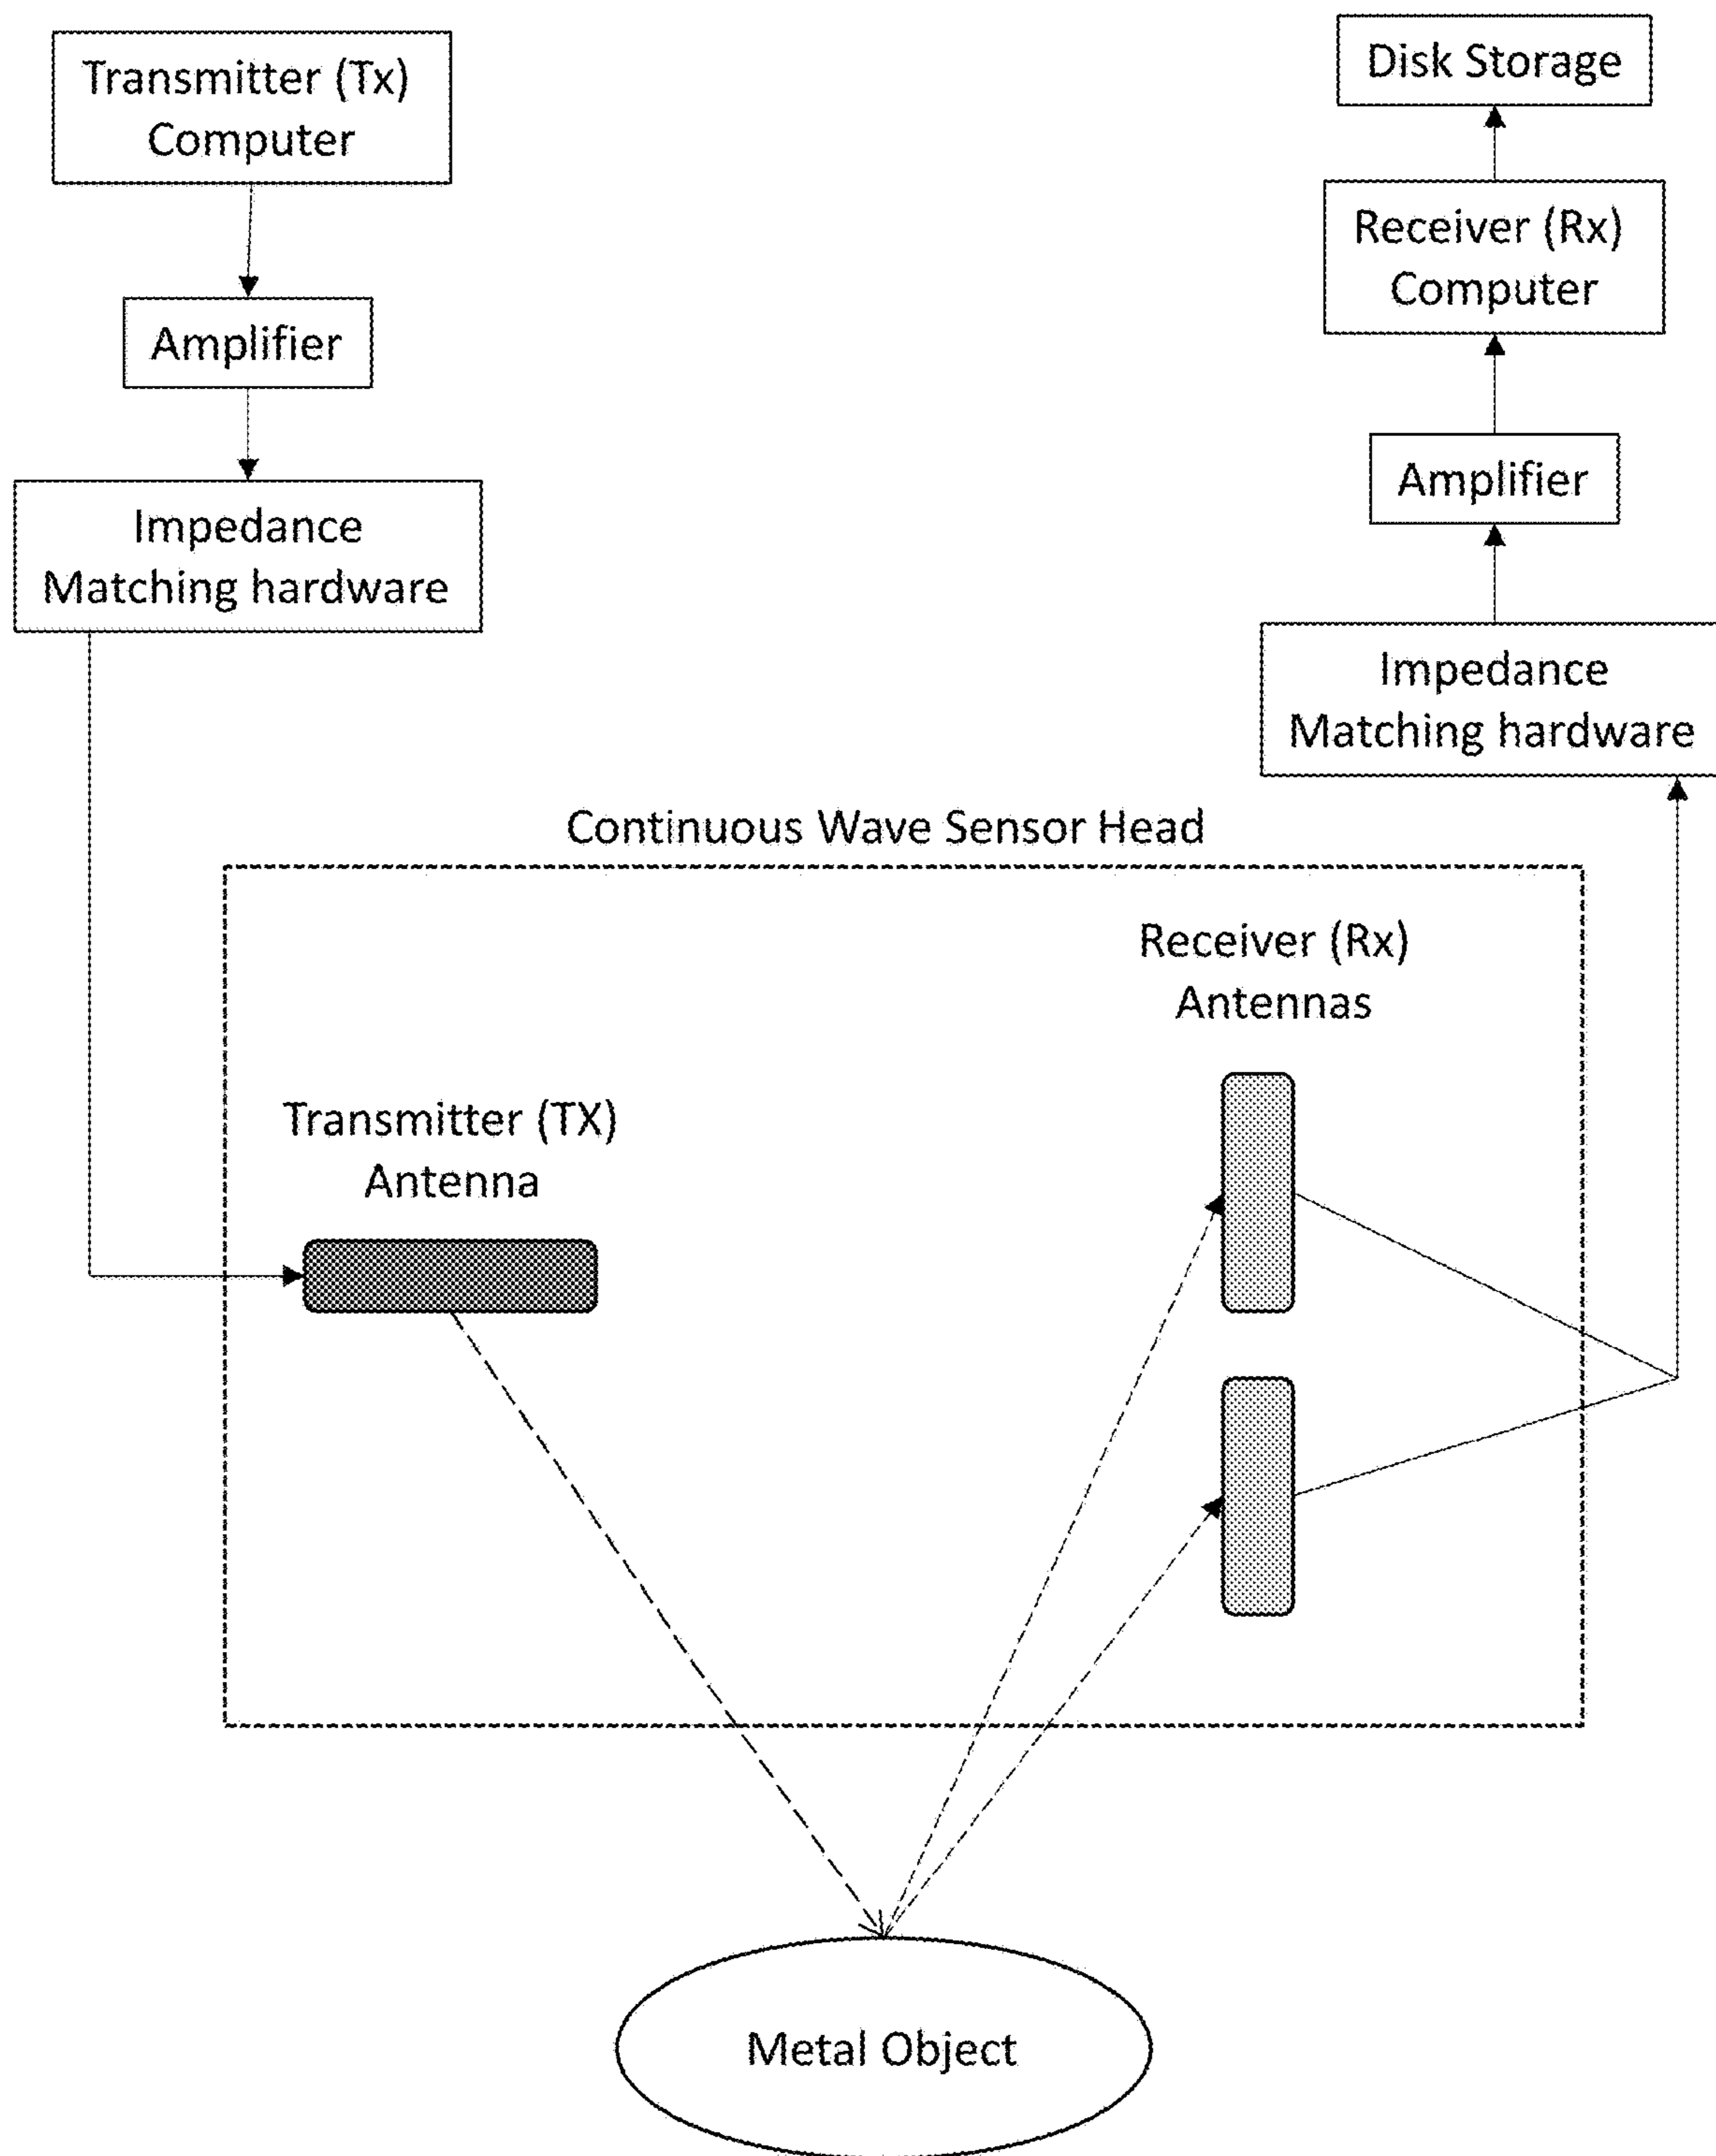 Transmitter (Tx)
Computer
Amplifier
Impedance
Matching hardware
Disk Storage
Receiver (Rx)
Computer
Amplifier
Impedance
Matching hardware
Continuous Wave Sensor Head
Receiver (Rx)
Antennas
Transmitter (TX)
Antenna
Metal Object